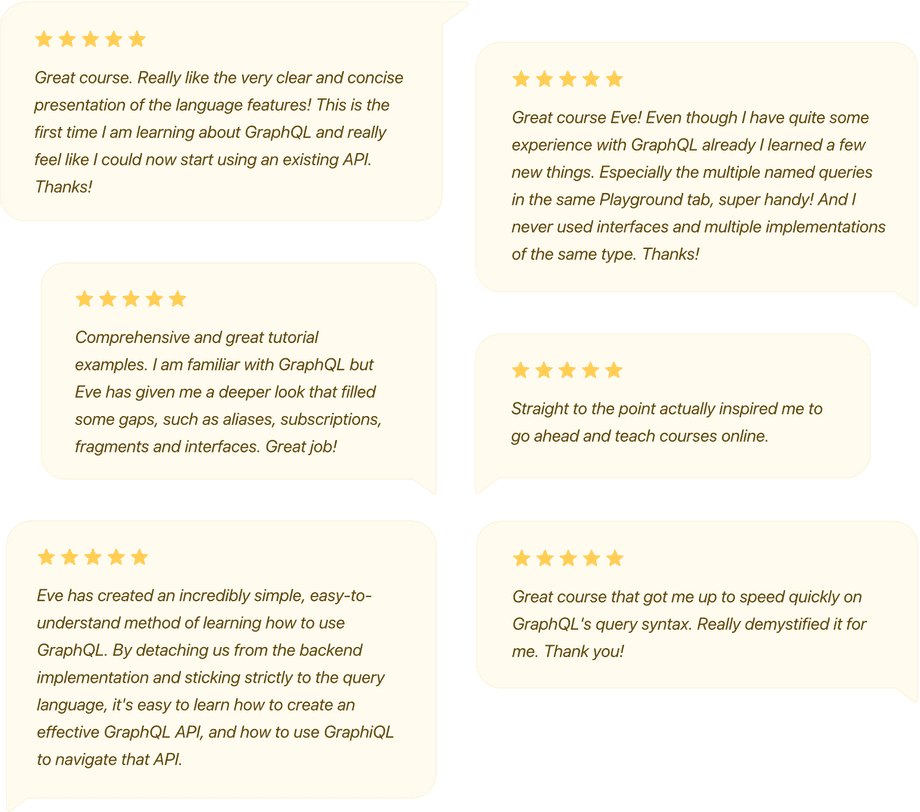 Great course. Really like the very clear and concise
presentation of the language features! This is the
first time I am learning about GraphQL and really
feel like I could now start using an existing API.
Thanks!
Great course Eve! Even though I have quite some
experience with GraphQL already I learned a few
new things. Especially the multiple named queries
in the same Playground tab, super handy! And I
never used interfaces and multiple implementations
of the same type. Thanks!
Comprehensive and great tutorial
examples. I am familiar with GraphQL but
Eve has given me a deeper look that filled
some gaps, such as aliases, subscriptions,
fragments and interfaces. Great job!
Straight to the point actually inspired me to
go ahead and teach courses online.
Eve has created an incredibly simple, easy-to-
understand method of learning how to use
GraphQL. By detaching us from the backend
implementation and sticking strictly to the query
language, it's easy to learn how to create an
effective GraphQL API, and how to use GraphiQL
to navigate that API.
Great course that got me up to speed quickly on
GraphQL's query syntax. Really demystified it for
me. Thank you!